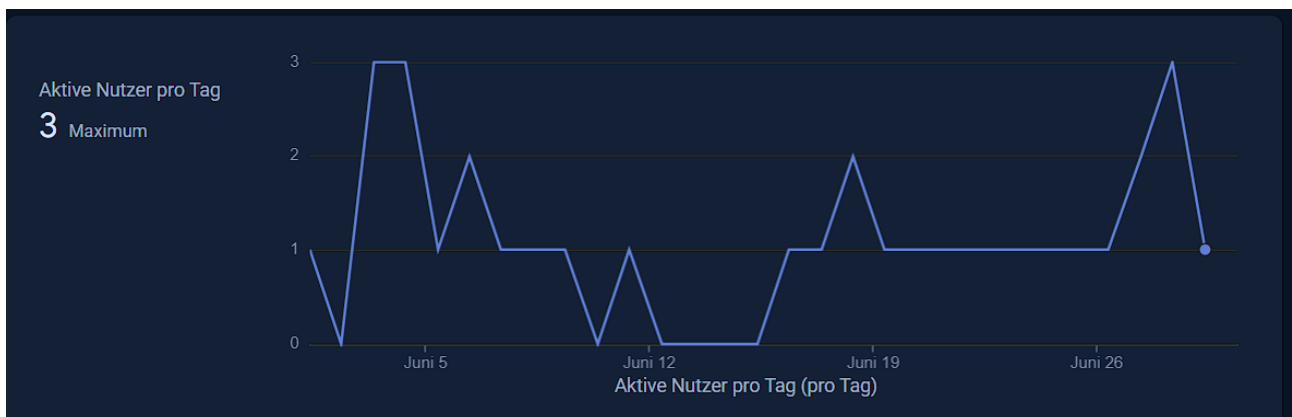 Aktive Nutzer pro Tag
3 Maximum
3
2
1
0
Juni 5 Juni 12 Juni 19 Juni 26
Aktive Nutzer pro Tag (pro Tag)